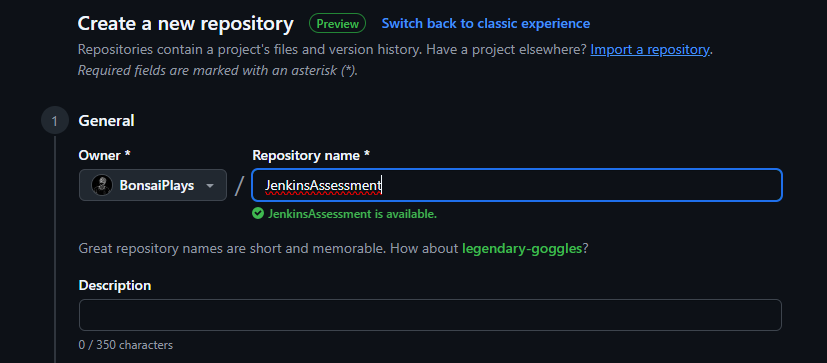 Create a new repository Preview Switch back to classic experience
Repositories contain a project's files and version history. Have a project elsewhere? Import a repository.
Required fields are marked with an asterisk (*).
1 General
Owner * Repository name *
BonsaiPlays / JenkinsAssessment
JenkinsAssessment is available.
Great repository names are short and memorable. How about legendary-goggles?
Description
0 / 350 characters